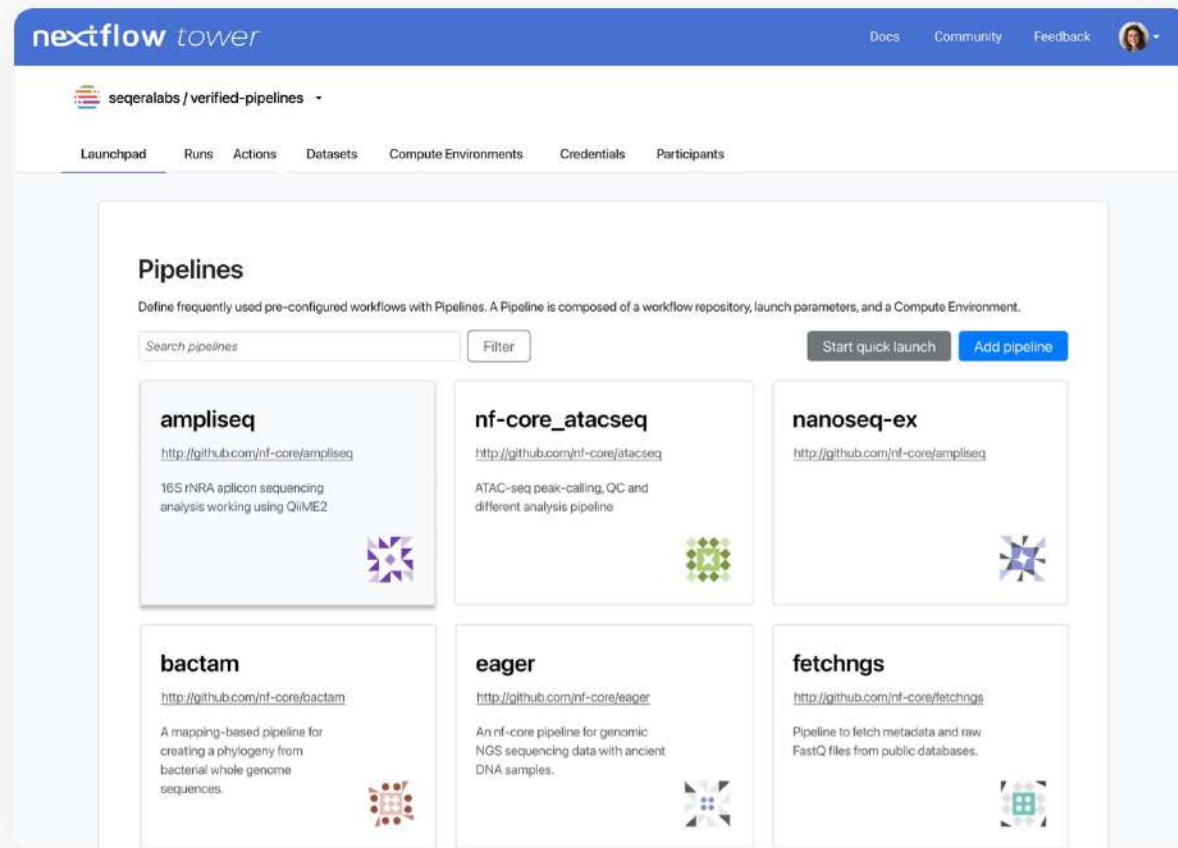 nextflow tower
Docs Community Feedback
seqeralabs / verified-pipelines
Launchpad Runs Actions Datasets Compute Environments Credentials Participants
Pipelines
Define frequently used pre-configured workflows with Pipelines. A Pipeline is composed of a workflow repository, launch parameters, and a Compute Environment.
Search pipelines Filter Start quick launch Add pipeline
ampliseq
http://github.com/nf-core/ampliseq
16S rNRA aplicon sequencing
analysis working using QiiME2
nf-core_atacseq
http://github.com/nf-core/atacseq
ATAC-seq peak-calling, QC and
different analysis pipeline
nanoseq-ex
http://github.com/nf-core/ampliseq
bactam
http://github.com/nf-core/bactam
A mapping-based pipeline for
creating a phylogeny from
bacterial whole genome
sequences.
eager
http://github.com/nf-core/eager
An nf-core pipeline for genomic
NGS sequencing data with ancient
DNA samples.
fetchngs
http://github.com/nf-core/fetchngs
Pipeline to fetch metadata and raw
FastQ files from public databases.